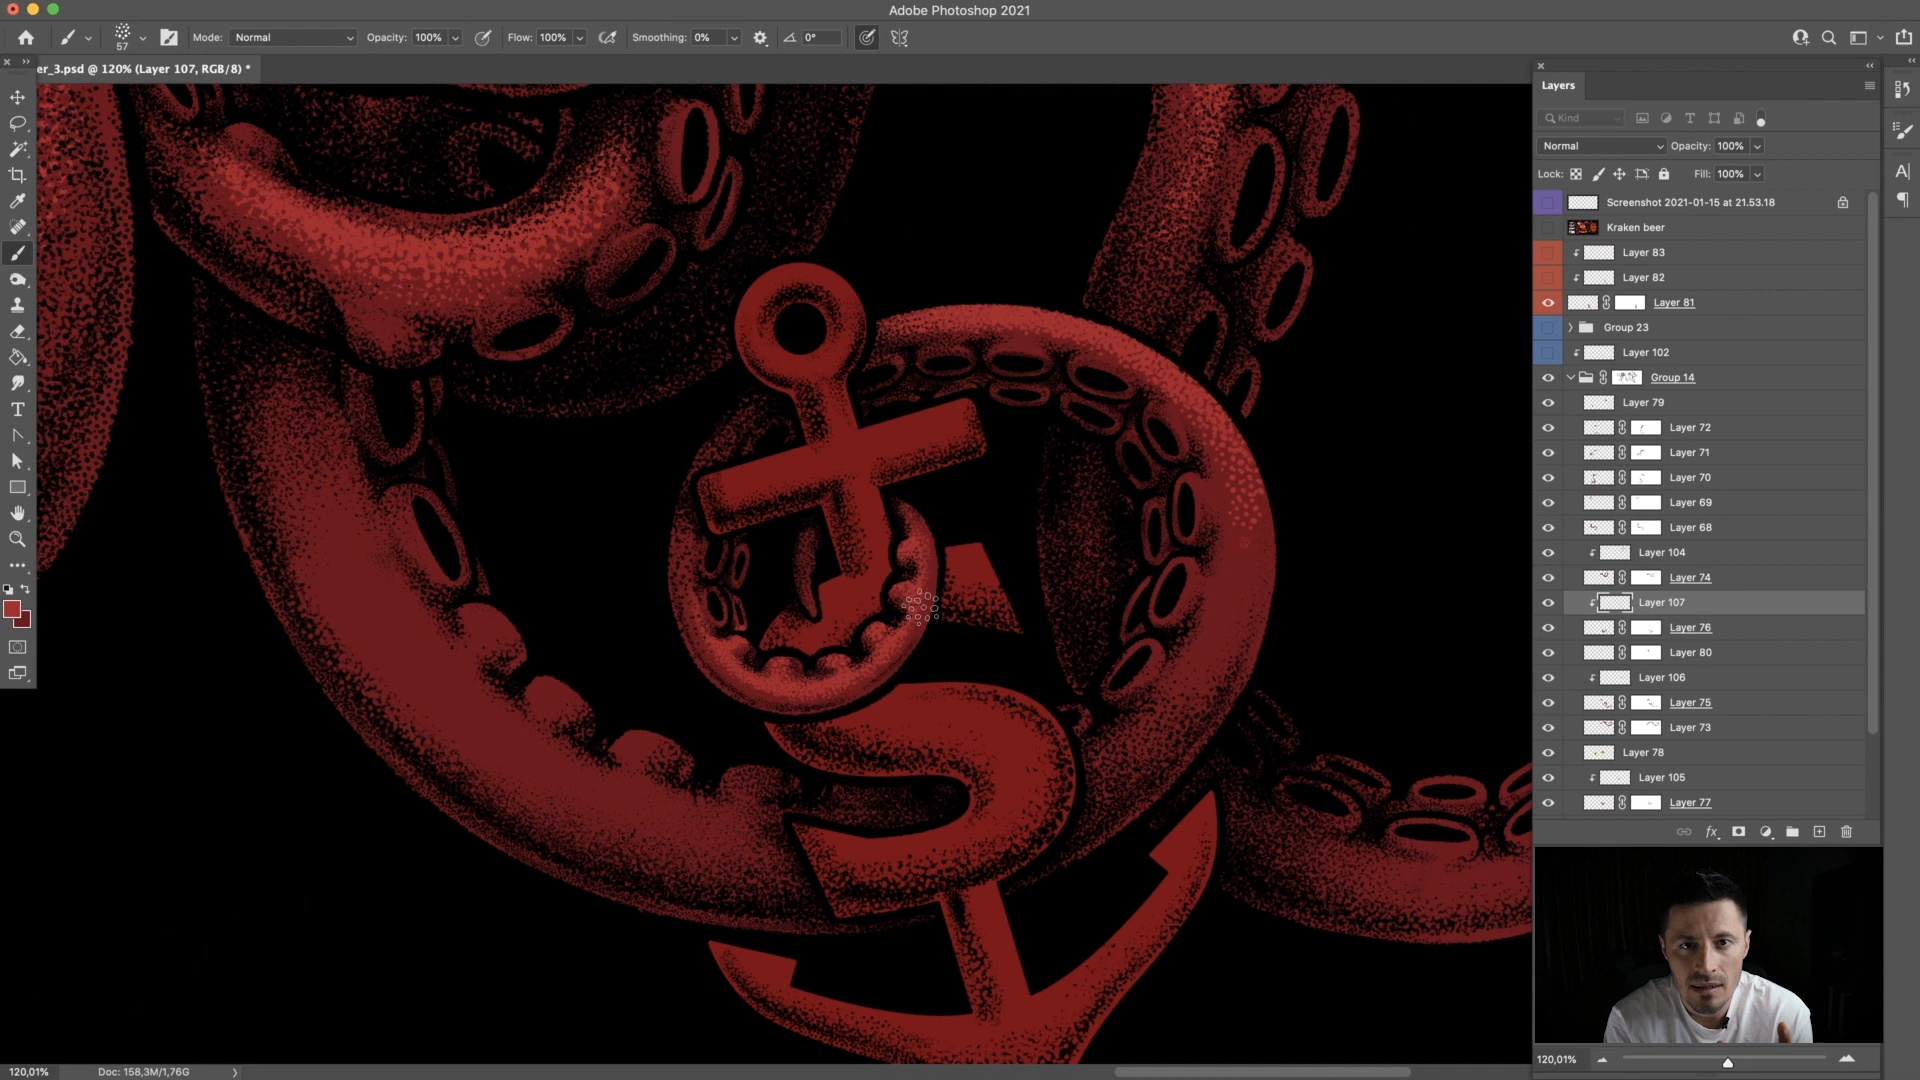 Adobe Photoshop 2021
57
Mode: Normal
Opacity: 100%
Flow: 100%
Smoothing: 0%
0°
er_3.psd @ 120% (Layer 107, RGB/8) *
Layers
Kind
Normal
Opacity: 100%
Lock:
Fill: 100%
Screenshot 2021-01-15 at 21.53.18
Kraken beer
Layer 83
Layer 82
Layer 81
Group 23
Layer 102
Group 14
Layer 79
Layer 72
Layer 71
Layer 70
Layer 69
Layer 68
Layer 104
Layer 74
Layer 107
Layer 76
Layer 80
Layer 106
Layer 75
Layer 73
Layer 78
Layer 105
Layer 77
120,01%
120,01%
Doc: 158,3M/1,76G